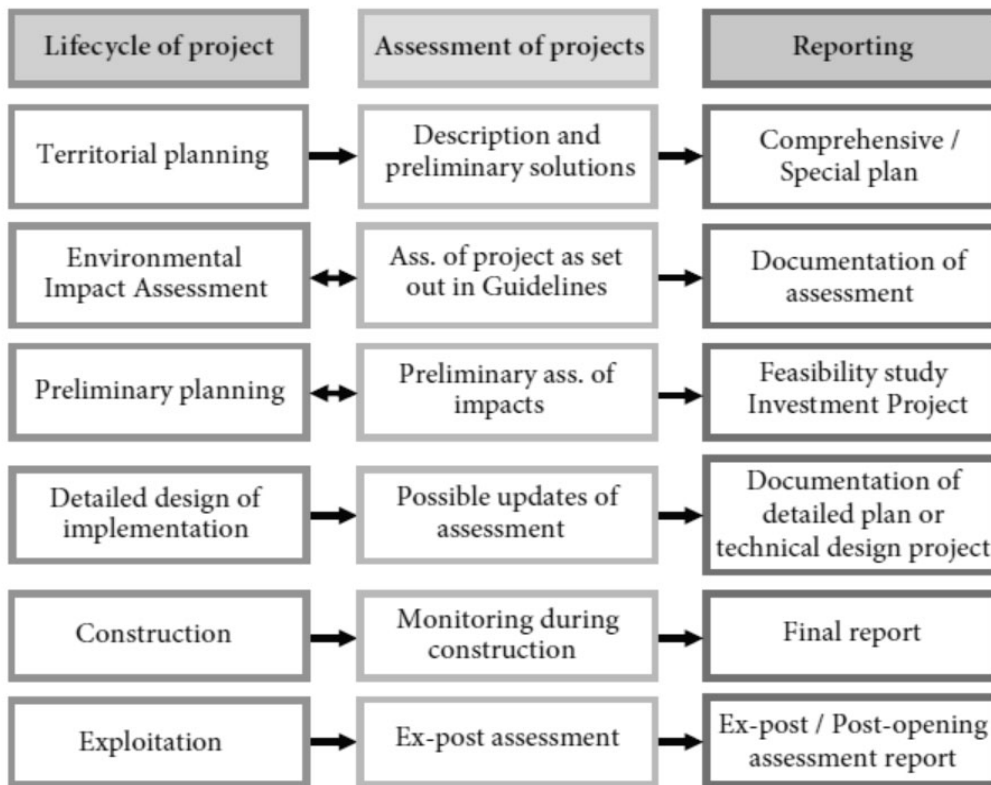 Lifecycle of project
Assessment of projects
Reporting
Territorial planning
Description and
preliminary solutions
Comprehensive /
Special plan
Environmental
Impact Assessment
Ass. of project as set
out in Guidelines
Documentation of
assessment
Preliminary planning
Preliminary ass. of
impacts
Feasibility study
Investment Project
Detailed design of
implementation
Possible updates of
assessment
Documentation of
detailed plan or
technical design project
Construction
Monitoring during
construction
Final report
Exploitation
Ex-post assessment
Ex-post / Post-opening
assessment report